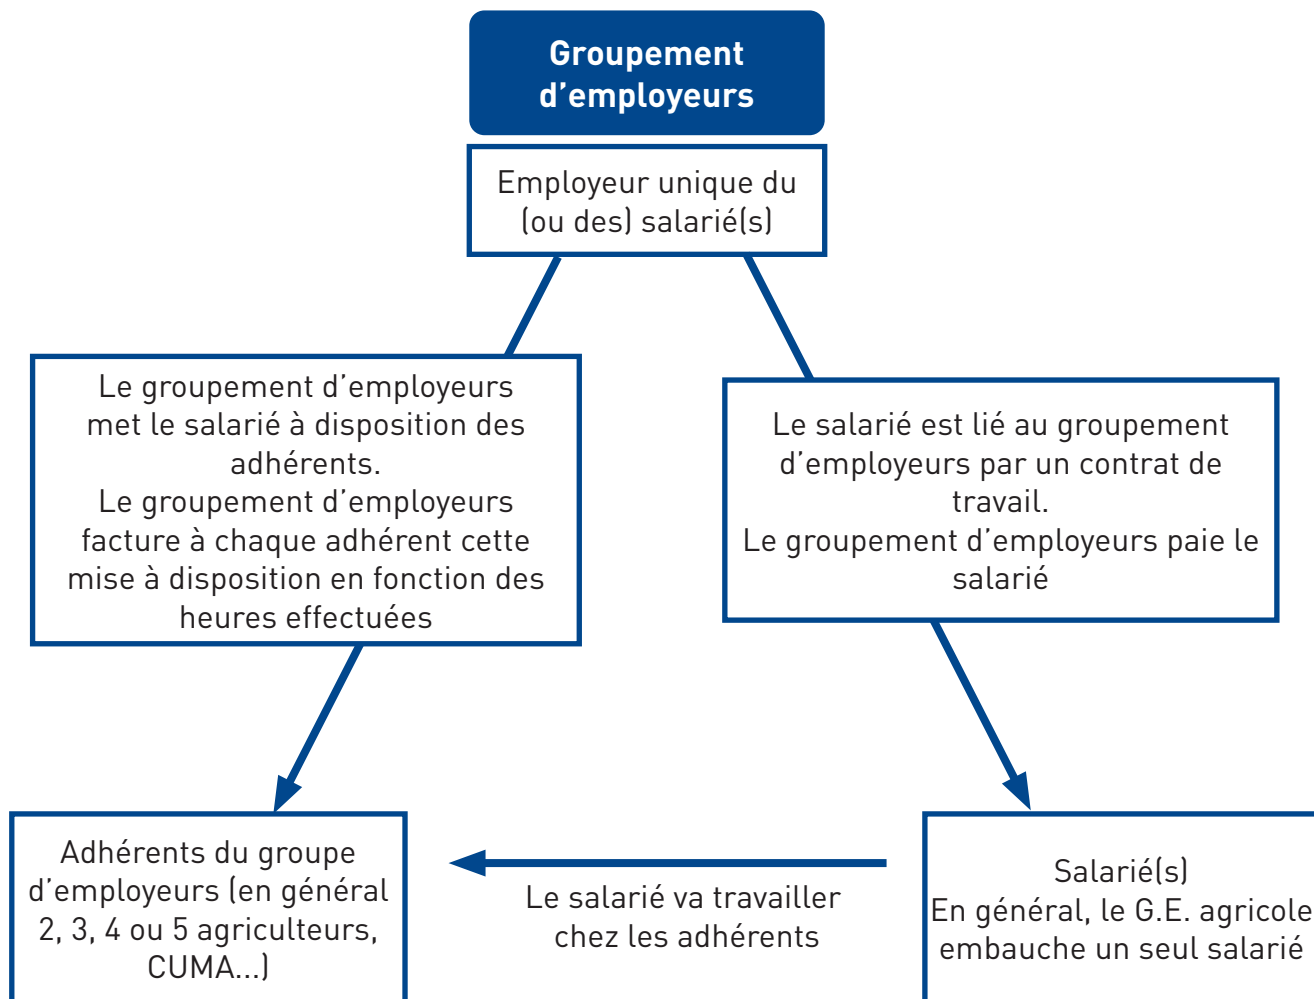 Groupement
d’employeurs
Employeur unique du
(ou des) salarié(s)
Le groupement d’employeurs
met le salarié à disposition des
adhérents.
Le groupement d’employeurs
facture à chaque adhérent cette
mise à disposition en fonction des
heures effectuées
Le salarié est lié au groupement
d’employeurs par un contrat de
travail.
Le groupement d’employeurs paie le
salarié
Adhérents du groupe
d’employeurs (en général
2, 3, 4 ou 5 agriculteurs,
CUMA...)
Le salarié va travailler
chez les adhérents
Salarié(s)
En général, le G.E. agricole
embauche un seul salarié